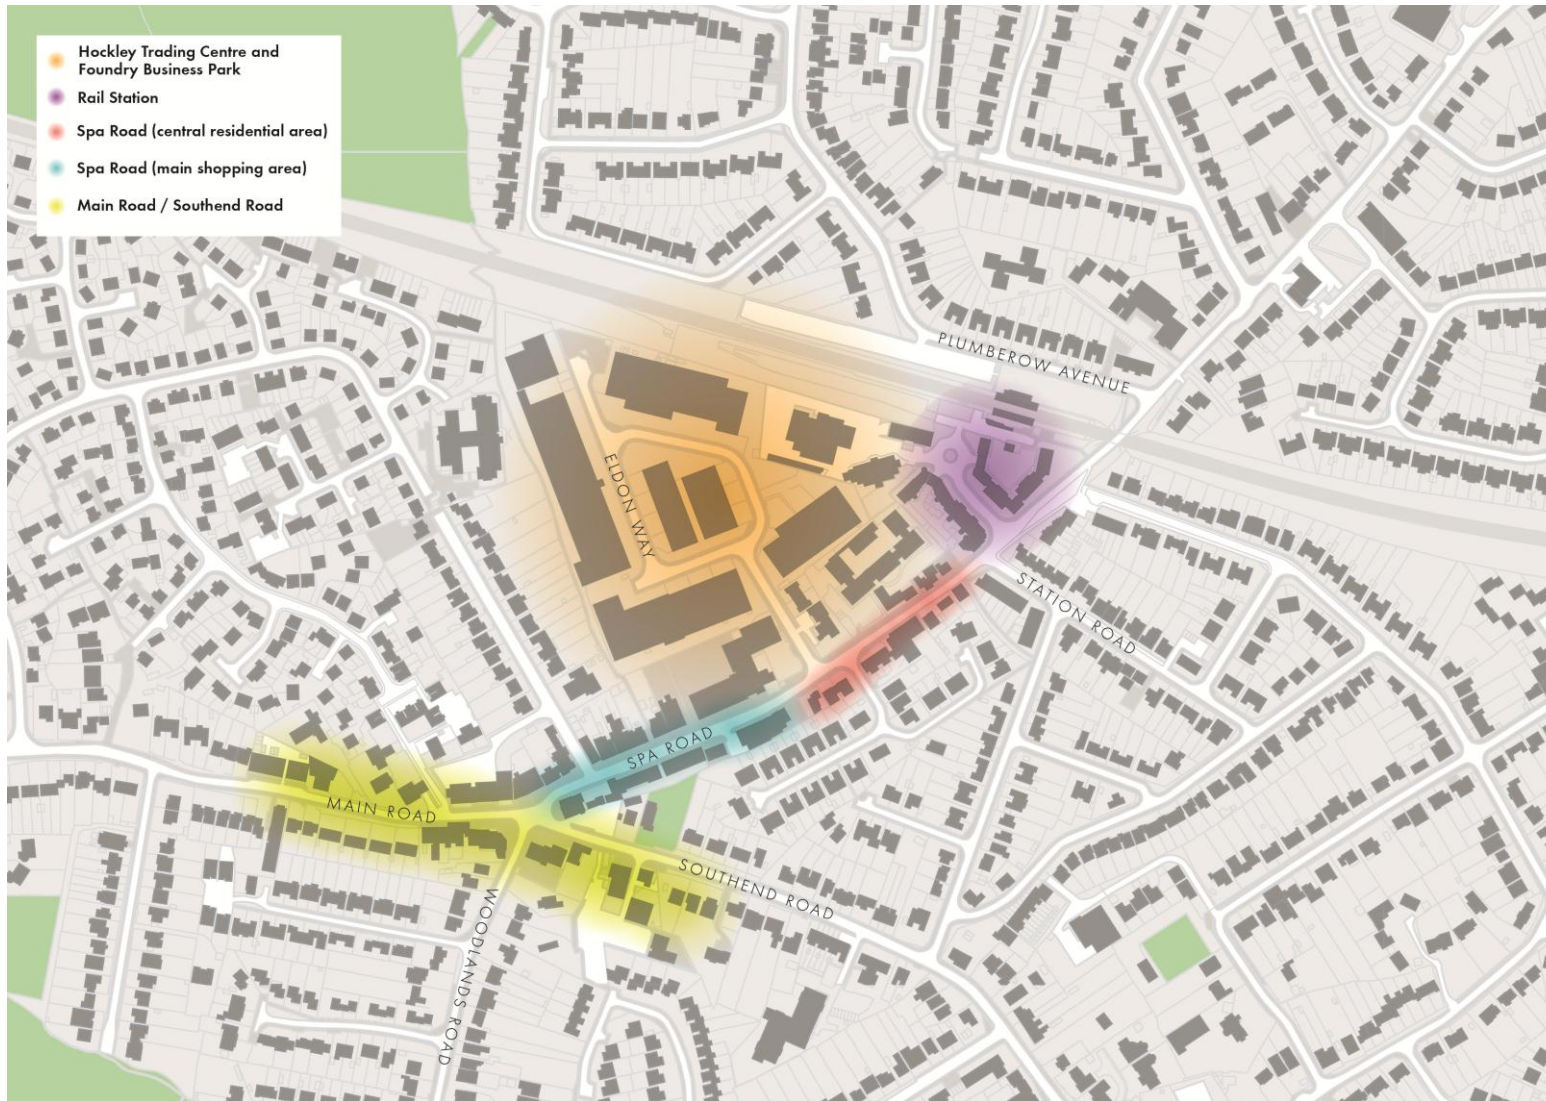 Hockley Trading Centre and
Foundry Business Park
Rail Station
Spa Road (central residential area)
Spa Road (main shopping area)
Main Road / Southend Road
PLUMBEROW AVENUE
ELDON WAY
STATION ROAD
SPA ROAD
MAIN ROAD
SOUTHEND ROAD
WOODLANDS ROAD